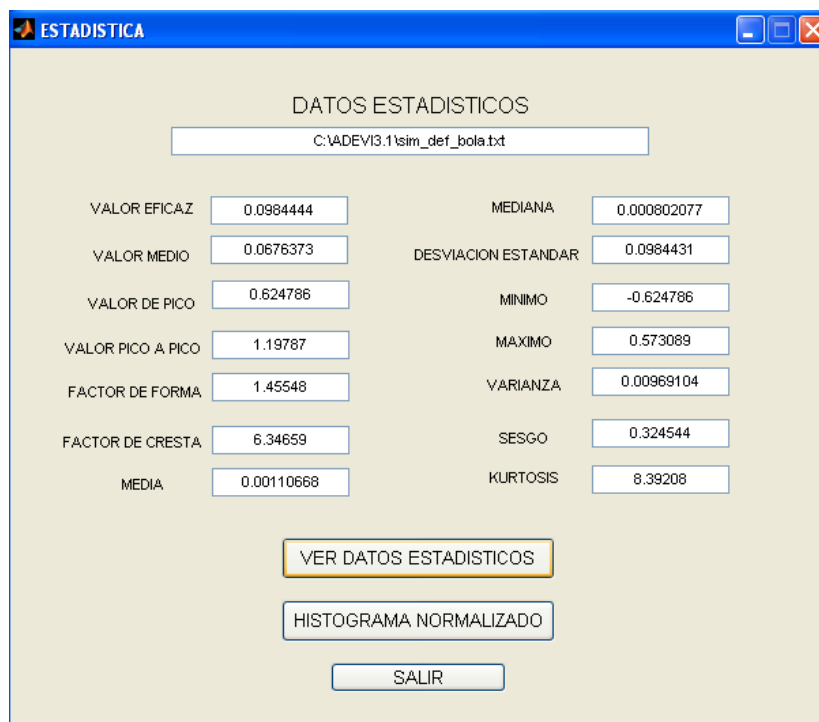 ESTADISTICA
DATOS ESTADISTICOS
C:\ADEVI3.1\sim_def_bola.txt
VALOR EFICAZ 0.0984444
VALOR MEDIO 0.0676373
VALOR DE PICO 0.624786
VALOR PICO A PICO 1.19787
FACTOR DE FORMA 1.45548
FACTOR DE CRESTA 6.34659
MEDIA 0.00110668
MEDIANA 0.000802077
DESVIACION ESTANDAR 0.0984431
MINIMO -0.624786
MAXIMO 0.573089
VARIANZA 0.00969104
SESGO 0.324544
KURTOSIS 8.39208
VER DATOS ESTADISTICOS
HISTOGRAMA NORMALIZADO
SALIR